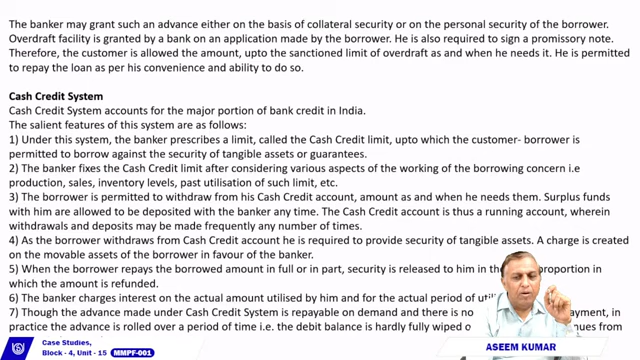 The banker may grant such an advance either on the basis of collateral security or on the personal security of the borrower.
Overdraft facility is granted by a bank on an application made by the borrower. He is also required to sign a promissory note.
Therefore, the customer is allowed the amount, upto the sanctioned limit of overdraft as and when he needs it. He is permitted
to repay the loan as per his convenience and ability to do so.
Cash Credit System
Cash Credit System accounts for the major portion of bank credit in India.
The salient features of this system are as follows:
1) Under this system, the banker prescribes a limit, called the Cash Credit limit, upto which the customer- borrower is
permitted to borrow against the security of tangible assets or guarantees.
2) The banker fixes the Cash Credit limit after considering various aspects of the working of the borrowing concern i.e
production, sales, inventory levels, past utilisation of such limit, etc.
3) The borrower is permitted to withdraw from his Cash Credit account, amount as and when he needs them. Surplus funds
with him are allowed to be deposited with the banker any time. The Cash Credit account is thus a running account, wherein
withdrawals and deposits may be made frequently any number of times.
4) As the borrower withdraws from Cash Credit account he is required to provide security of tangible assets. A charge is created
on the movable assets of the borrower in favour of the banker.
5) When the borrower repays the borrowed amount in full or in part, security is released to him in the proportion in
which the amount is refunded.
6) The banker charges interest on the actual amount utilised by him and for the actual period of
7) Though the advance made under Cash Credit System is repayable on demand and there is no
practice the advance is rolled over a period of time i.e. the debit balance is hardly fully wiped from
Case Studies,
Block - 4, Unit - 15 MMPF-001
ASEEM KUMAR